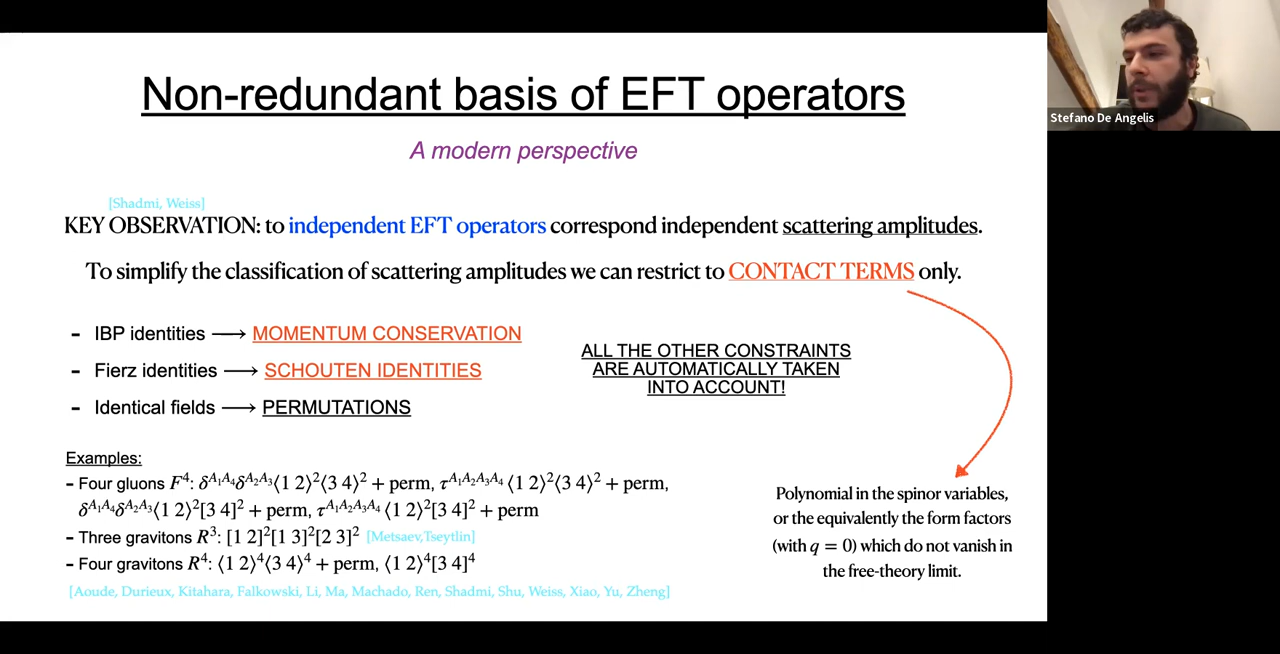 Non-redundant basis of EFT operators
A modern perspective
[Shadmi, Weiss]
KEY OBSERVATION: to independent EFT operators correspond independent scattering amplitudes.
To simplify the classification of scattering amplitudes we can restrict to CONTACT TERMS only.
- IBP identities ⟶ MOMENTUM CONSERVATION
- Fierz identities ⟶ SCHOUTEN IDENTITIES
- Identical fields ⟶ PERMUTATIONS
ALL THE OTHER CONSTRAINTS
ARE AUTOMATICALLY TAKEN
INTO ACCOUNT!
Examples:
- Four gluons F⁴: δ^{A₁A₄}δ^{A₂A₃}⟨1 2⟩²⟨3 4⟩² + perm, τ^{A₁A₂A₃A₄}⟨1 2⟩²⟨3 4⟩² + perm,
δ^{A₁A₄}δ^{A₂A₃}⟨1 2⟩²[3 4]² + perm, τ^{A₁A₂A₃A₄}⟨1 2⟩²[3 4]² + perm
- Three gravitons R³: [1 2]²[1 3]²[2 3]² [Metsaev,Tseytlin]
- Four gravitons R⁴: ⟨1 2⟩⁴⟨3 4⟩⁴ + perm, ⟨1 2⟩⁴[3 4]⁴
[Aoude, Durieux, Kitahara, Falkowski, Li, Ma, Machado, Ren, Shadmi, Shu, Weiss, Xiao, Yu, Zheng]
Polynomial in the spinor variables,
or the equivalently the form factors
(with q = 0) which do not vanish in
the free-theory limit.
Stefano De Angelis